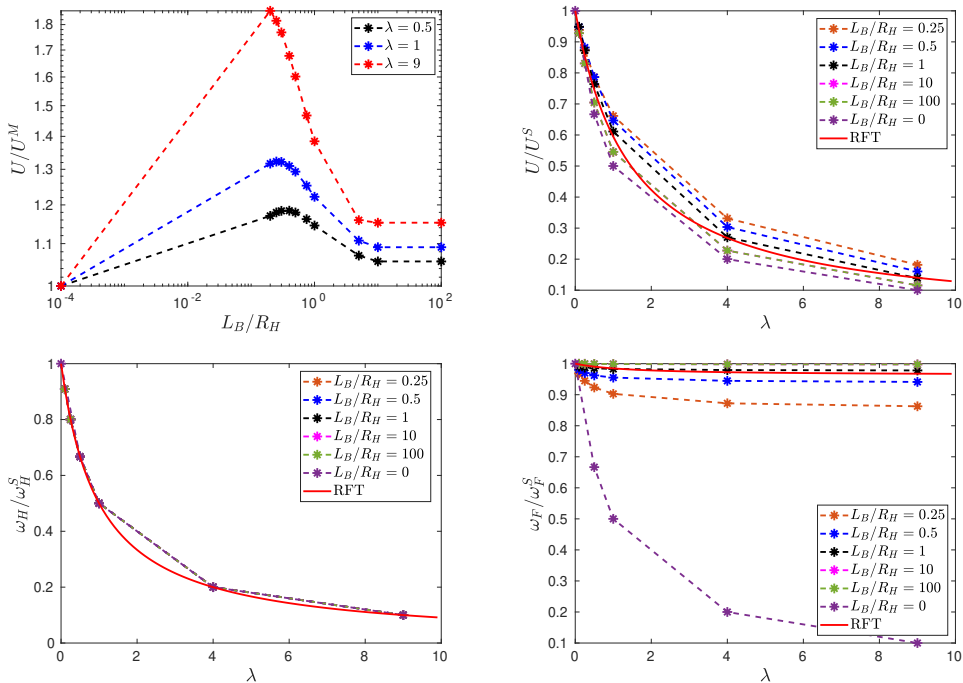 1.8
1.7
1.6
1.5
1.4
1.3
1.2
1.1
1
U/U^M
10^-4
10^-2
10^0
10^2
L_B/R_H
λ = 0.5
λ = 1
λ = 9
1
0.9
0.8
0.7
0.6
0.5
0.4
0.3
0.2
0.1
U/U^S
0
2
4
6
8
10
λ
L_B/R_H = 0.25
L_B/R_H = 0.5
L_B/R_H = 1
L_B/R_H = 10
L_B/R_H = 100
L_B/R_H = 0
RFT
1
0.8
0.6
0.4
0.2
0
ω_H/ω_H^S
0
2
4
6
8
10
λ
L_B/R_H = 0.25
L_B/R_H = 0.5
L_B/R_H = 1
L_B/R_H = 10
L_B/R_H = 100
L_B/R_H = 0
RFT
1
0.9
0.8
0.7
0.6
0.5
0.4
0.3
0.2
0.1
ω_F/ω_F^S
0
2
4
6
8
10
λ
L_B/R_H = 0.25
L_B/R_H = 0.5
L_B/R_H = 1
L_B/R_H = 10
L_B/R_H = 100
L_B/R_H = 0
RFT